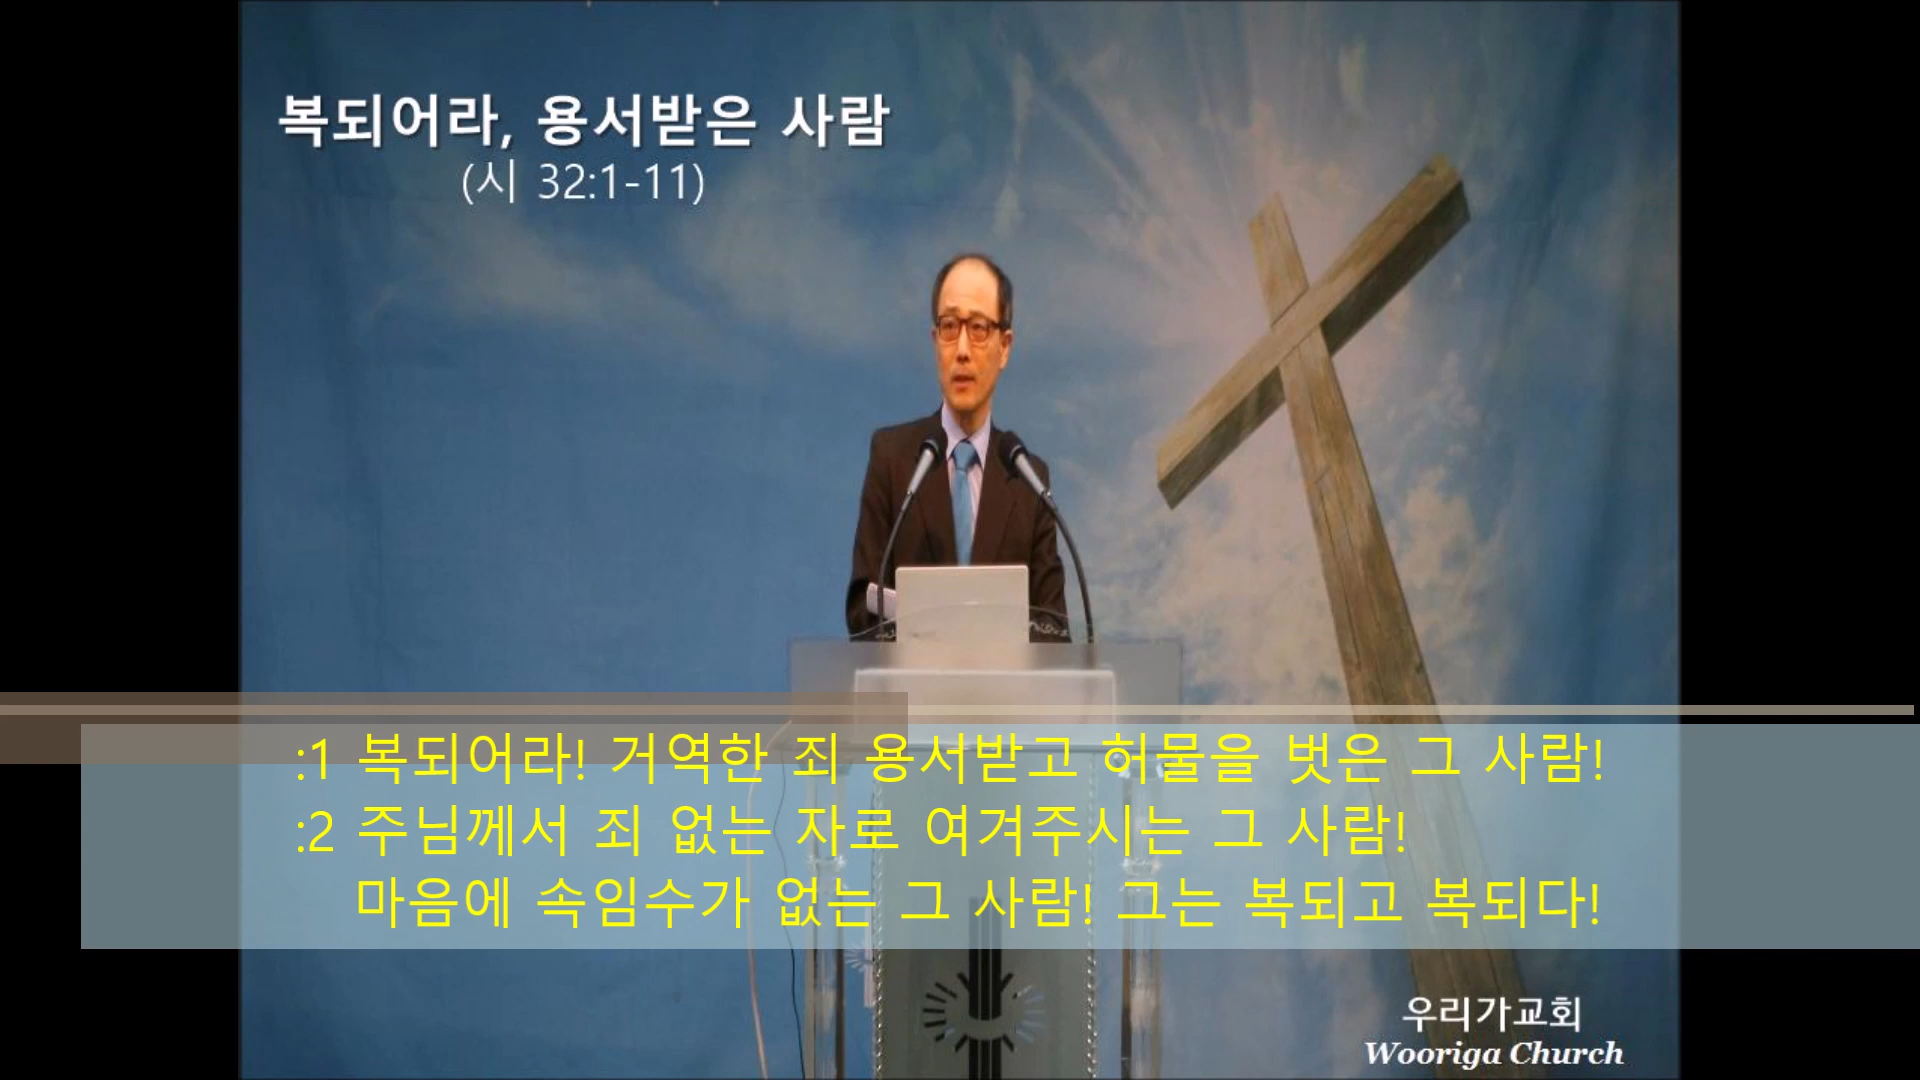 복되어라, 용서받은 사람
(시 32:1-11)
:1 복되어라! 거역한 죄 용서받고 허물을 벗은 그 사람!
:2 주님께서 죄 없는 자로 여겨주시는 그 사람!
마음에 속임수가 없는 그 사람! 그는 복되고 복되다!
우리가교회
Wooriga Church